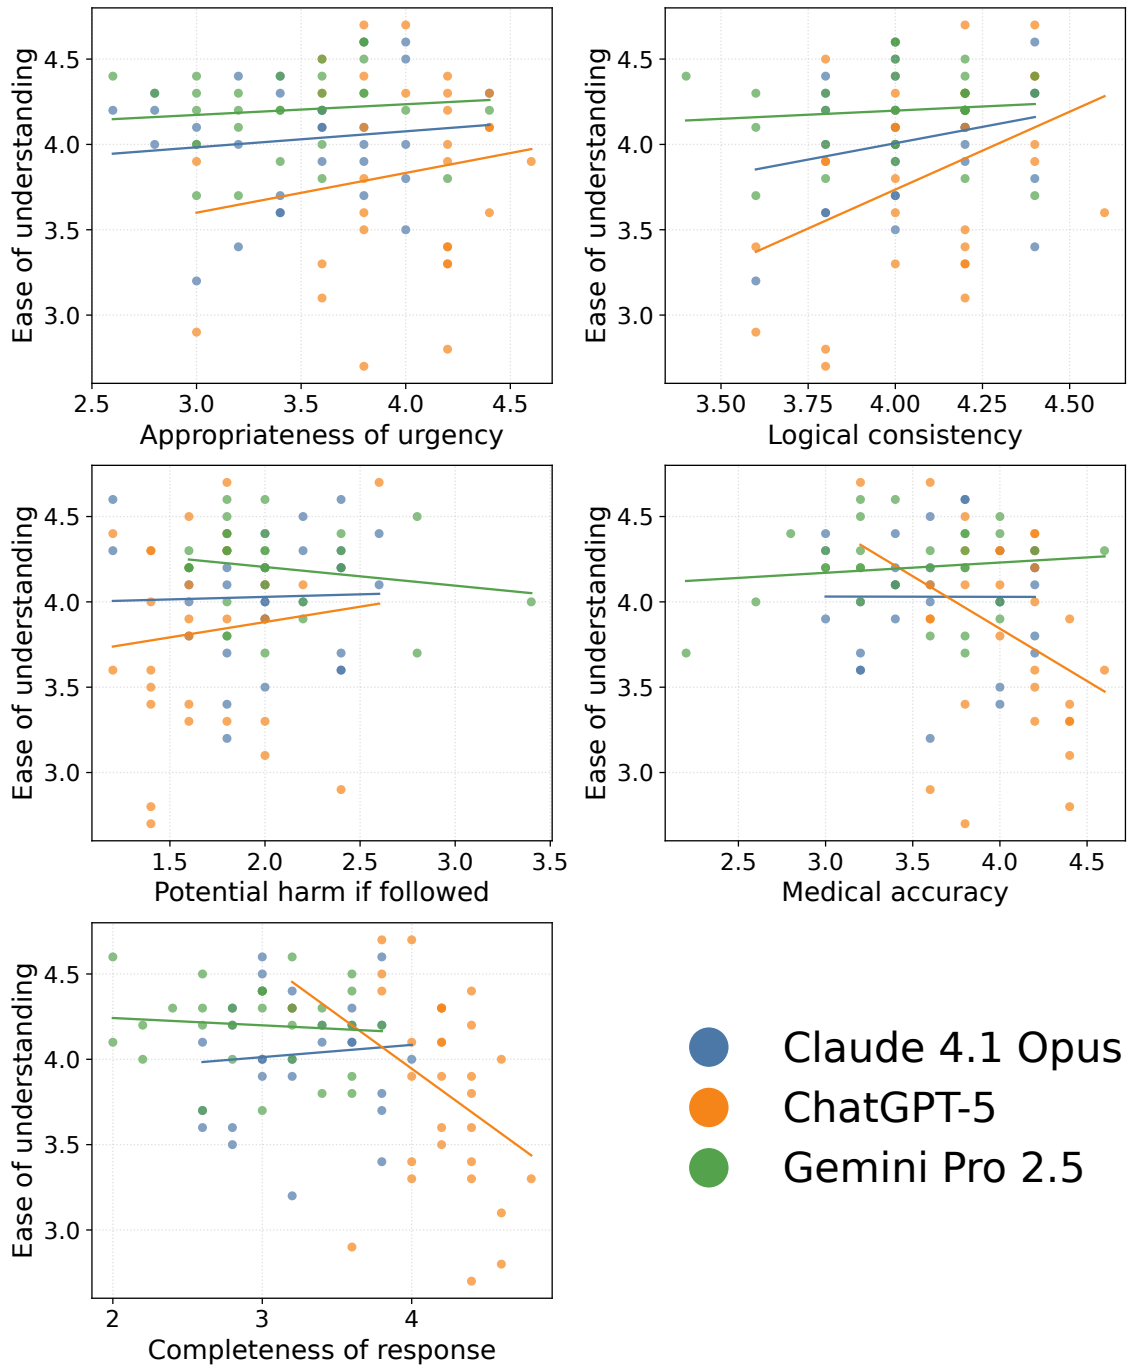 Ease of understanding
4.5
4.0
3.5
3.0
2.5 3.0 3.5 4.0 4.5
Appropriateness of urgency
Ease of understanding
4.5
4.0
3.5
3.0
3.50 3.75 4.00 4.25 4.50
Logical consistency
Ease of understanding
4.5
4.0
3.5
3.0
1.5 2.0 2.5 3.0 3.5
Potential harm if followed
Ease of understanding
4.5
4.0
3.5
3.0
2.5 3.0 3.5 4.0 4.5
Medical accuracy
Ease of understanding
4.5
4.0
3.5
3.0
2 3 4
Completeness of response
Claude 4.1 Opus
ChatGPT-5
Gemini Pro 2.5